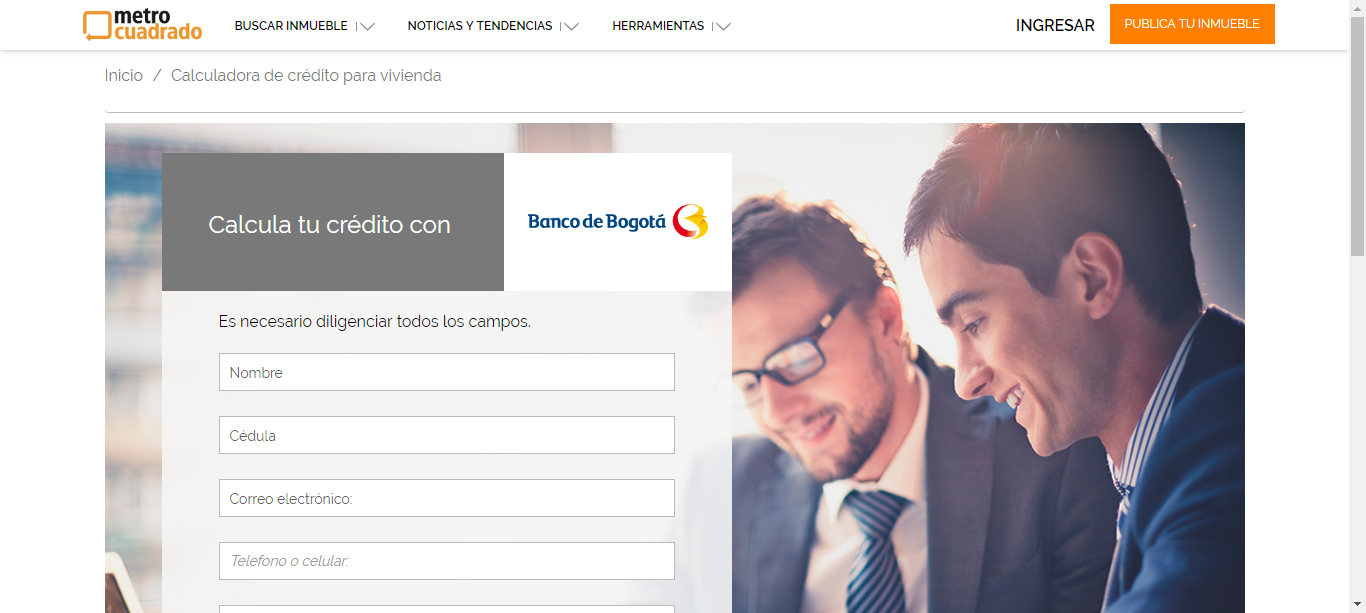 metro
cuadrado
BUSCAR INMUEBLE
NOTICIAS Y TENDENCIAS
HERRAMIENTAS
INGRESAR
PUBLICA TU INMUEBLE
Inicio / Calculadora de crédito para vivienda
Calcula tu crédito con
Banco de Bogotá
Es necesario diligenciar todos los campos.
Nombre
Cédula
Correo electrónico:
Telefono o celular: